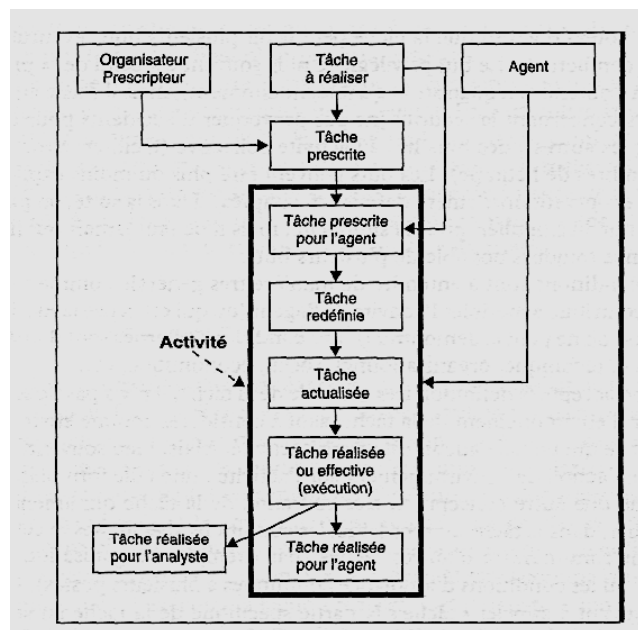 Organisateur
Prescripteur
Tâche
à réaliser
Agent
Tâche
prescrite
Tâche prescrite
pour l'agent
Tâche
redéfinie
Activité
Tâche
actualisée
Tâche réalisée
ou effective
(exécution)
Tâche réalisée
pour l'analyste
Tâche réalisée
pour l'agent